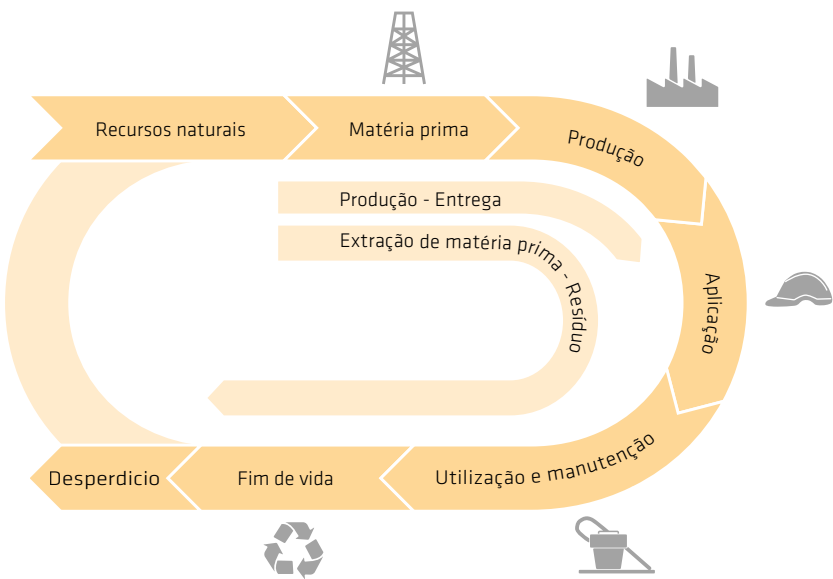 Recursos naturais
Matéria prima
Produção
Produção - Entrega
Extração de matéria prima - Resíduo
Aplicação
Utilização e manutenção
Fim de vida
Desperdicio